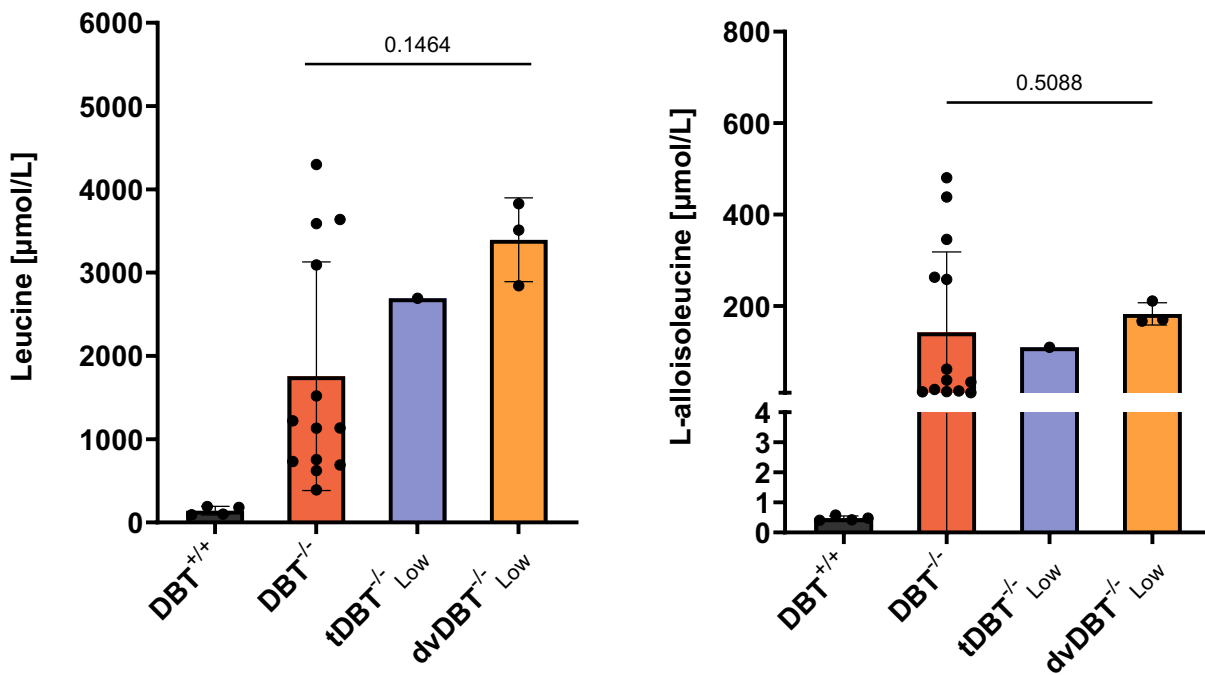 Leucine [µmol/L]
6000
5000
4000
3000
2000
1000
0
0.1464
DBT+/+
DBT-/-
tDBT-/- Low
dvDBT-/- Low
L-alloisoleucine [µmol/L]
800
600
400
200
4
3
2
1
0
0.5088
DBT+/+
DBT-/-
tDBT-/- Low
dvDBT-/- Low